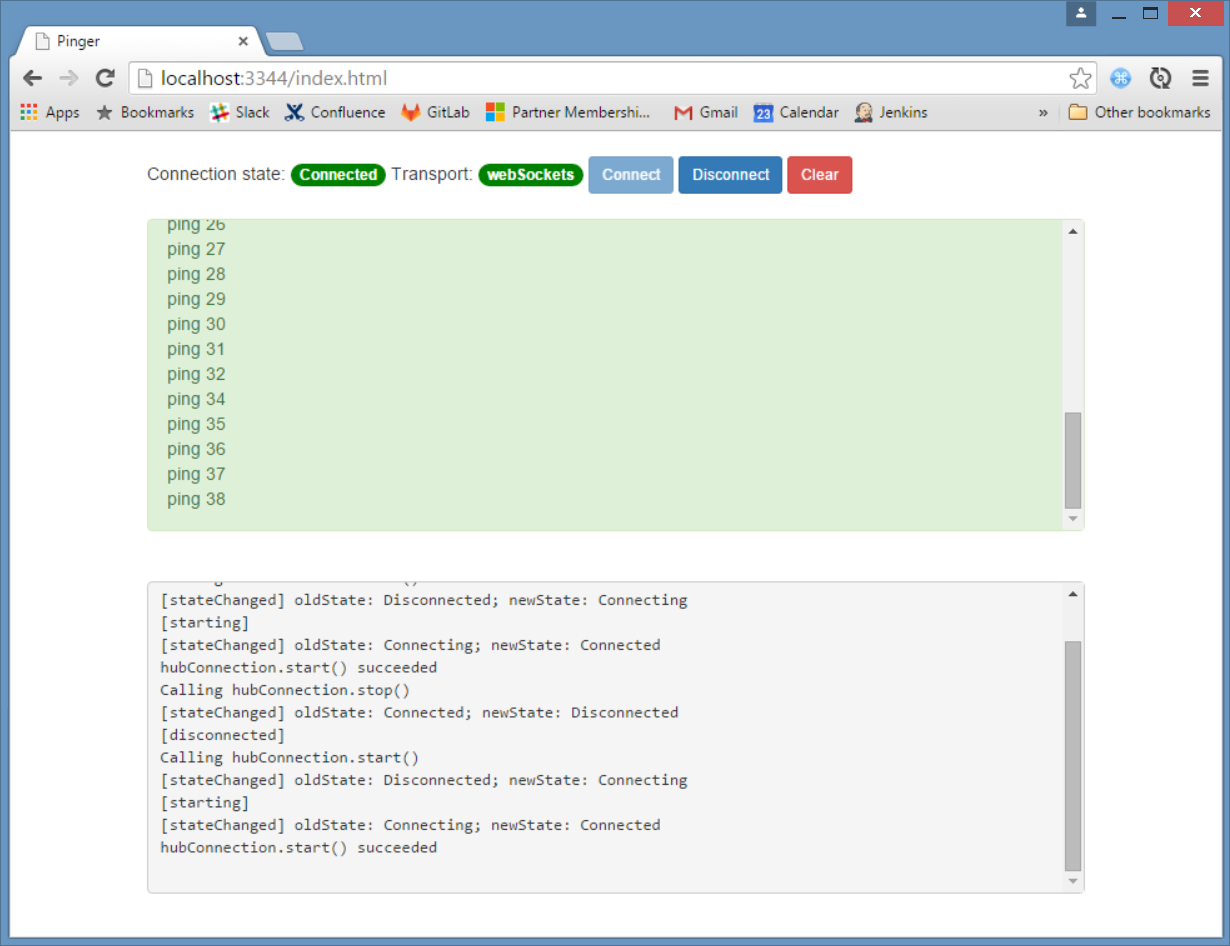 Pinger
localhost:3344/index.html
Apps Bookmarks Slack Confluence GitLab Partner Membershi... Gmail 23 Calendar Jenkins » Other bookmarks
Connection state: Connected Transport: webSockets Connect Disconnect Clear
ping 26
ping 27
ping 28
ping 29
ping 30
ping 31
ping 32
ping 34
ping 35
ping 36
ping 37
ping 38
[stateChanged] oldState: Disconnected; newState: Connecting
[starting]
[stateChanged] oldState: Connecting; newState: Connected
hubConnection.start() succeeded
Calling hubConnection.stop()
[stateChanged] oldState: Connected; newState: Disconnected
[disconnected]
Calling hubConnection.start()
[stateChanged] oldState: Disconnected; newState: Connecting
[starting]
[stateChanged] oldState: Connecting; newState: Connected
hubConnection.start() succeeded